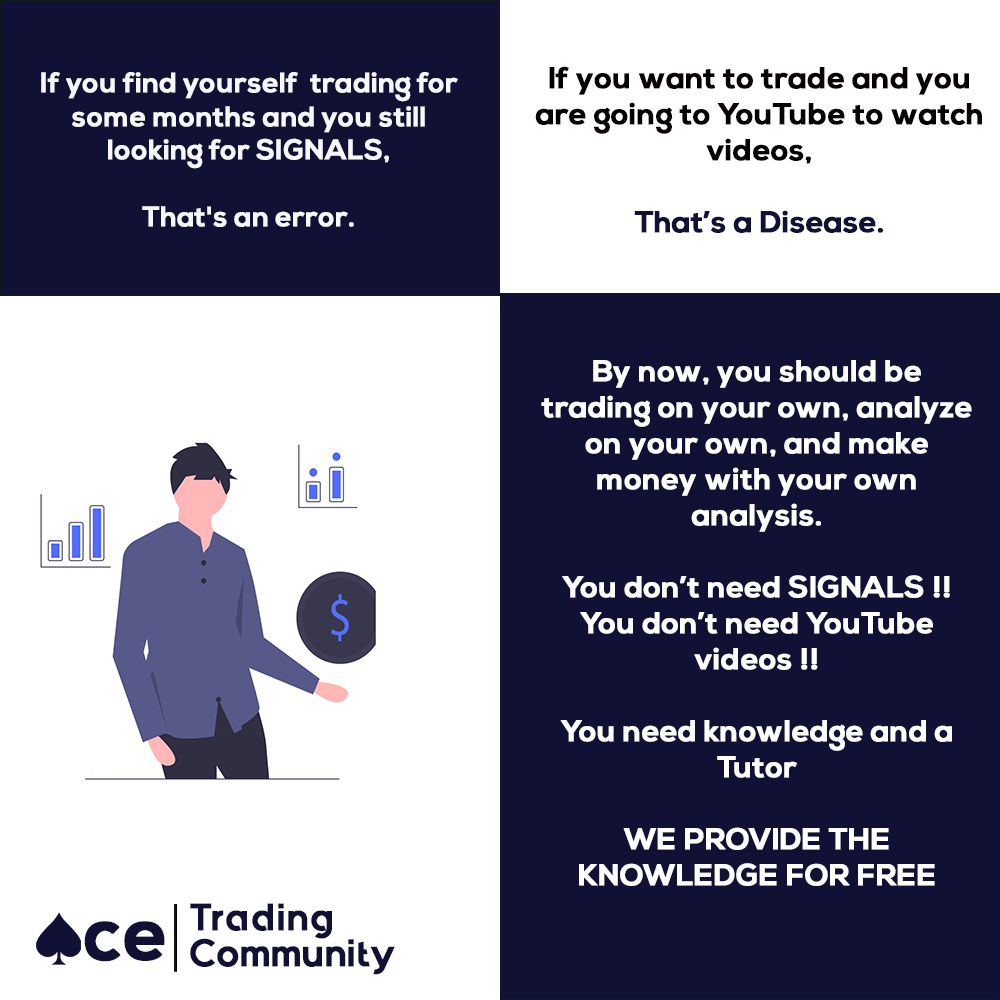 If you find yourself  trading for
some months and you still
looking for SIGNALS,
That's an error.
If you want to trade and you
are going to YouTube to watch
videos,
That’s a Disease.
By now, you should be
trading on your own, analyze
on your own, and make
money with your own
analysis.
You don’t need SIGNALS !!
You don’t need YouTube
videos !!
You need knowledge and a
Tutor
WE PROVIDE THE
KNOWLEDGE FOR FREE
$
ce
Trading
Community